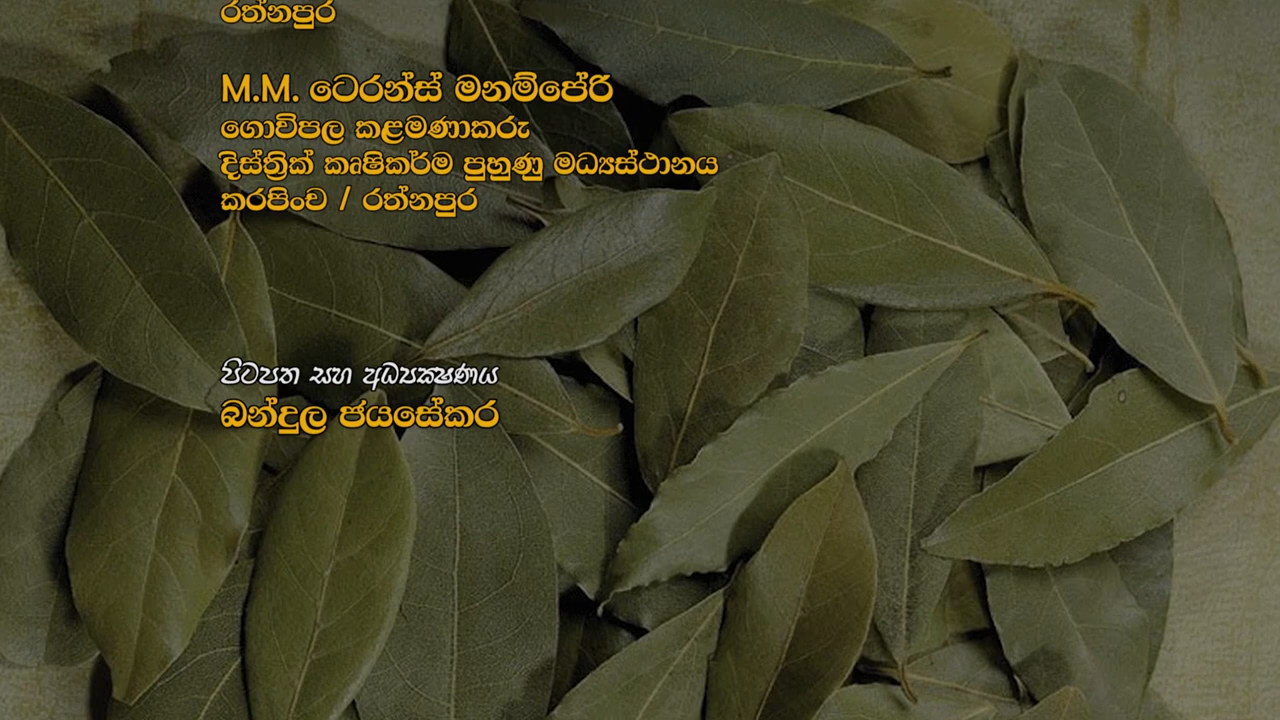 රත්නපුර
M.M. ටෙරන්ස් මනම්පේරි
ගොවිපල කළමණාකරු
දිස්ත්‍රික් කෘෂිකර්ම පුහුණු මධ්‍යස්ථානය
කරපිංච / රත්නපුර
පිටපත සහ අධ්‍යක්ෂණය
බන්දුල ජයසේකර